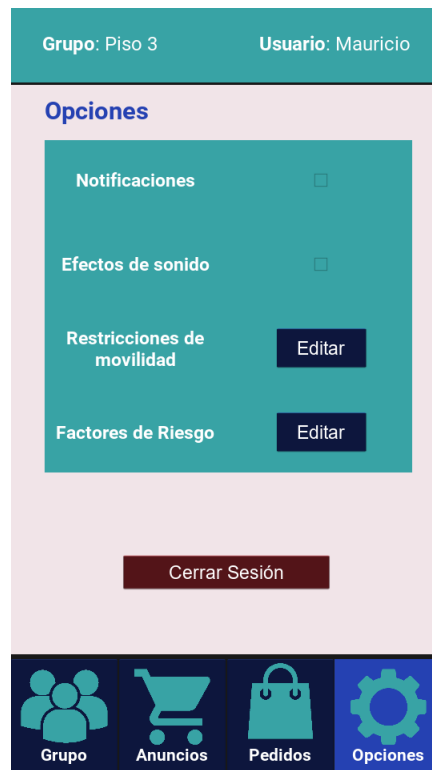 Grupo: Piso 3
Usuario: Mauricio
Opciones
Notificaciones
Efectos de sonido
Restricciones de
movilidad
Editar
Factores de Riesgo
Editar
Cerrar Sesión
Grupo
Anuncios
Pedidos
Opciones